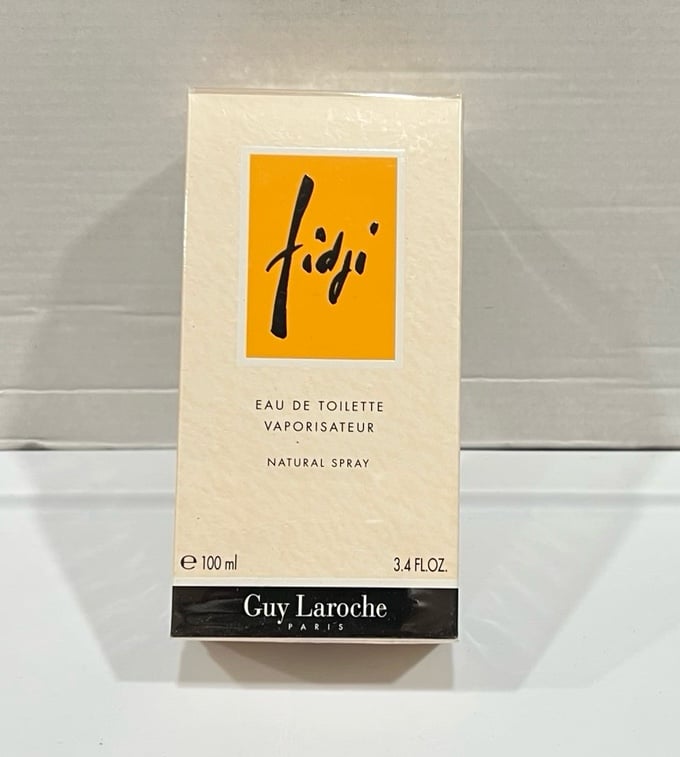 fidji
EAU DE TOILETTE
VAPORISATEUR
NATURAL SPRAY
℮ 100 ml 3.4 FL.OZ.
Guy Laroche
PARIS